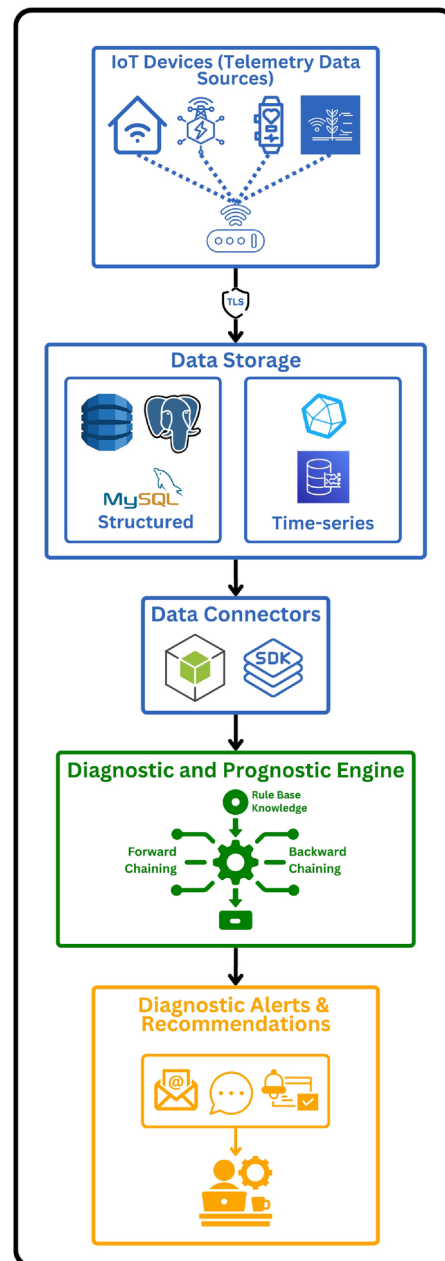 IoT Devices (Telemetry Data
Sources)
TLS
Data Storage
MySQL
Structured
Time-series
Data Connectors
SDK
Diagnostic and Prognostic Engine
Rule Base
Knowledge
Forward
Chaining
Backward
Chaining
Diagnostic Alerts &
Recommendations
@